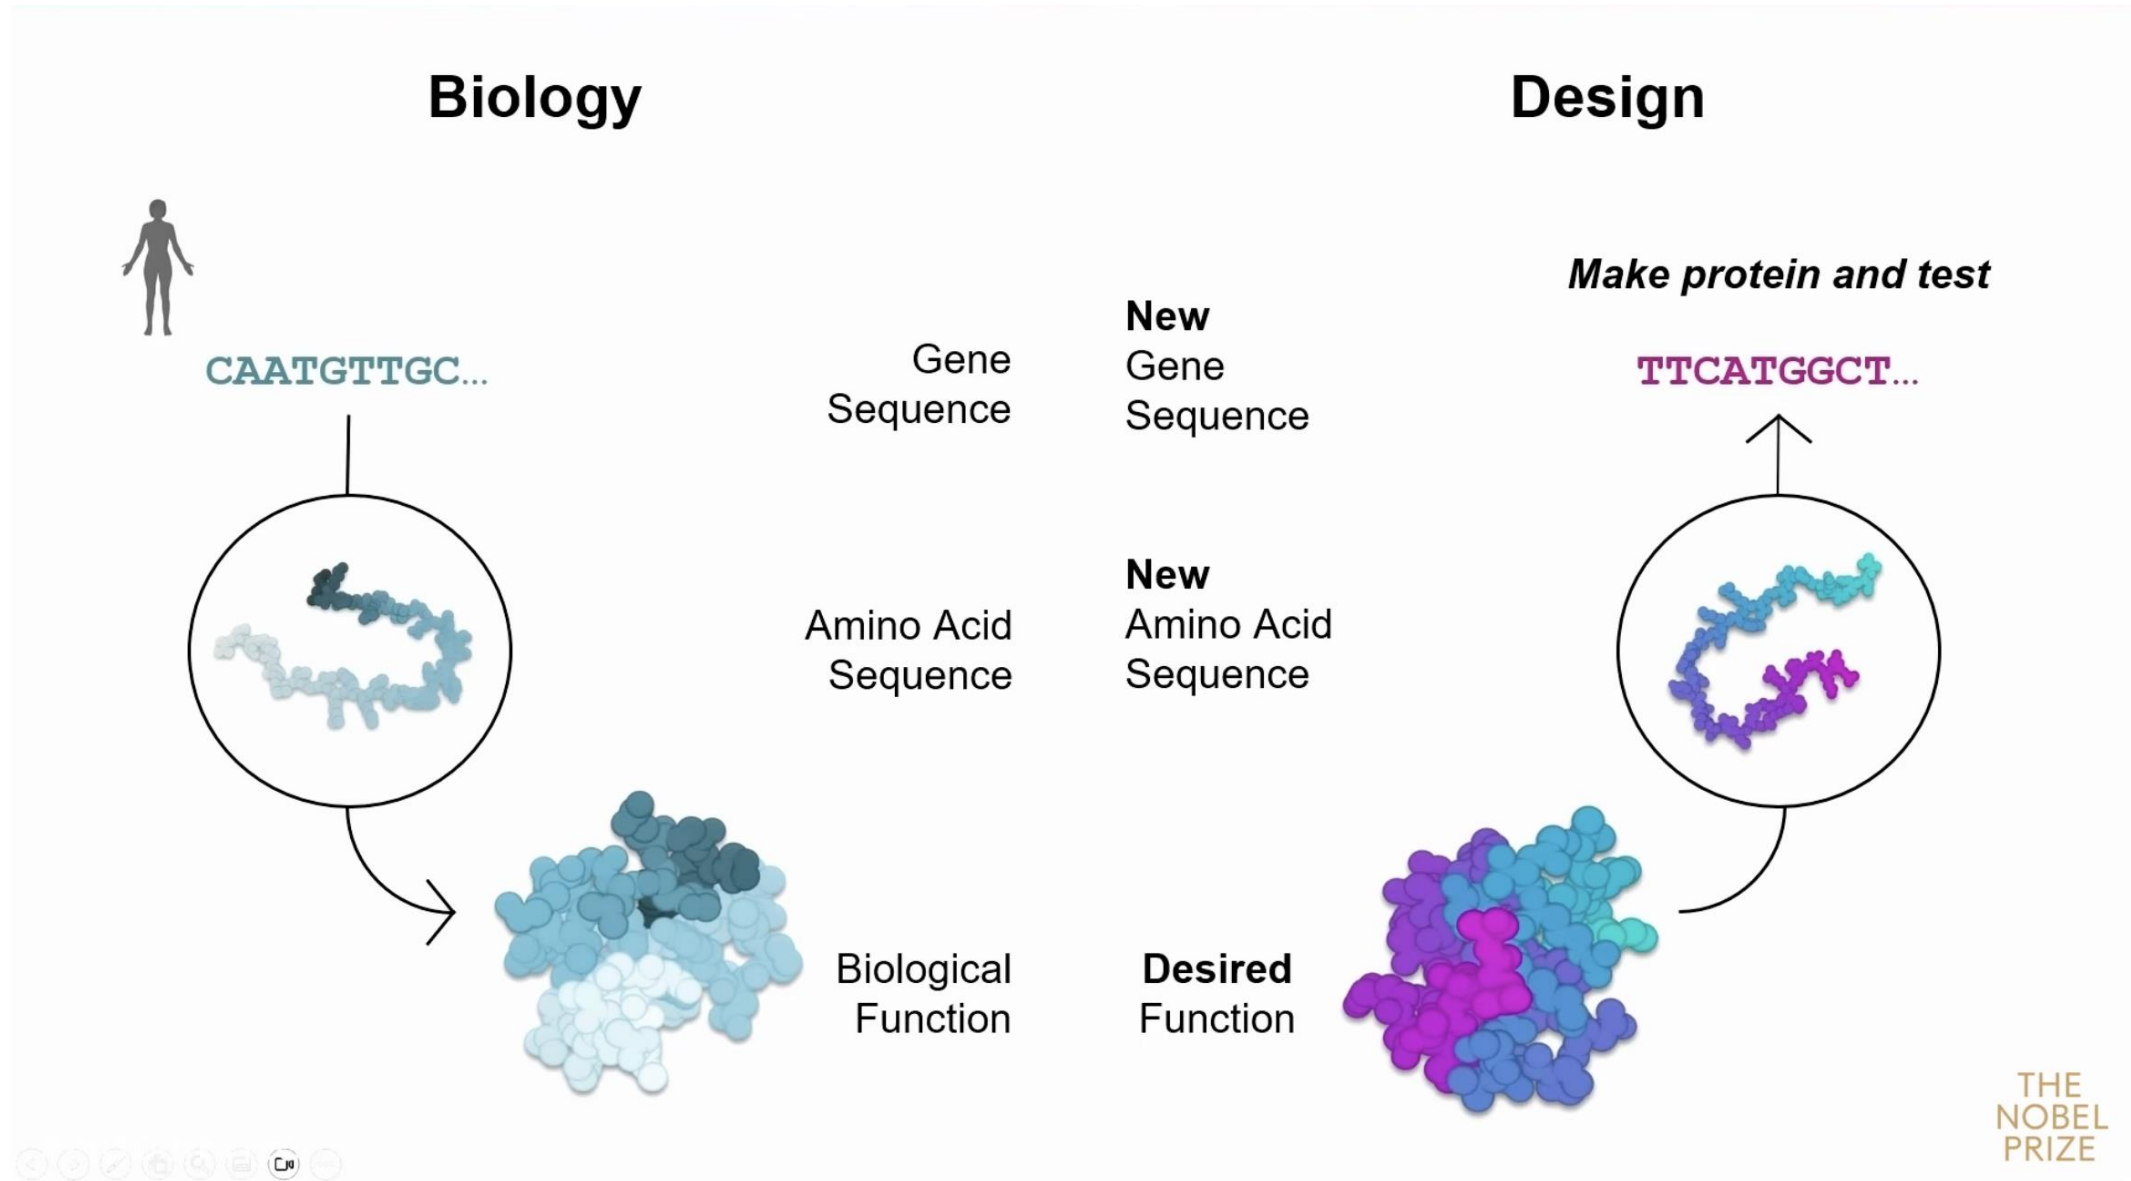 Biology
Design
Make protein and test
CAATGTTGC...
Gene
Sequence
New
Gene
Sequence
TTCATGGCT...
Amino Acid
Sequence
New
Amino Acid
Sequence
Biological
Function
Desired
Function
THE
NOBEL
PRIZE